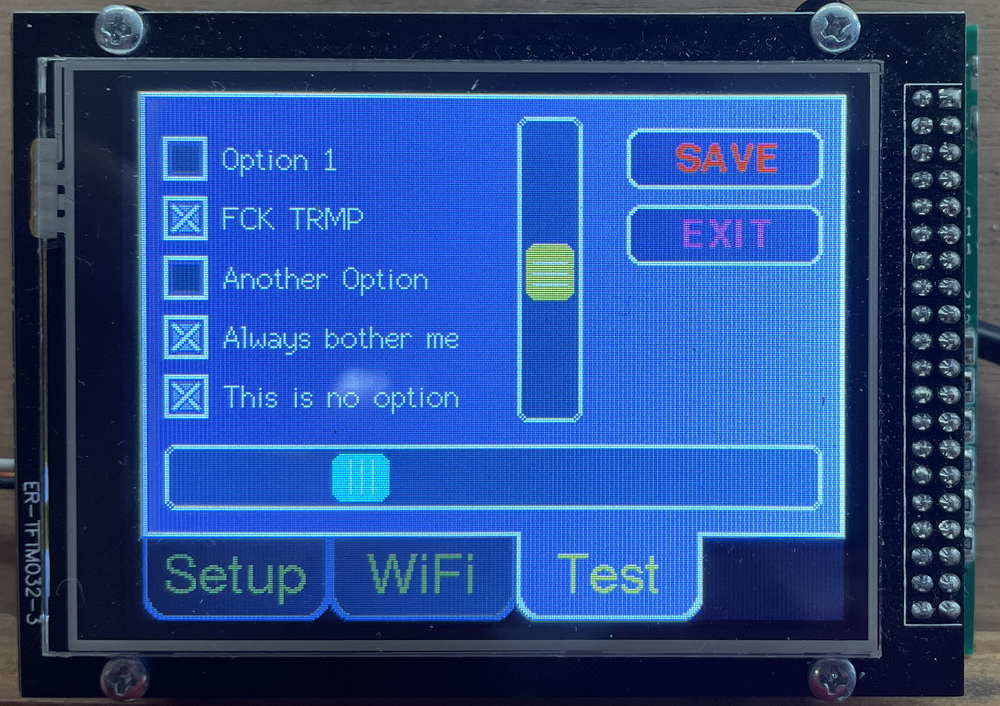 Option 1
FCK TRMP
Another Option
Always bother me
This is no option
SAVE
EXIT
Setup
WiFi
Test
ER-TFTM032-3